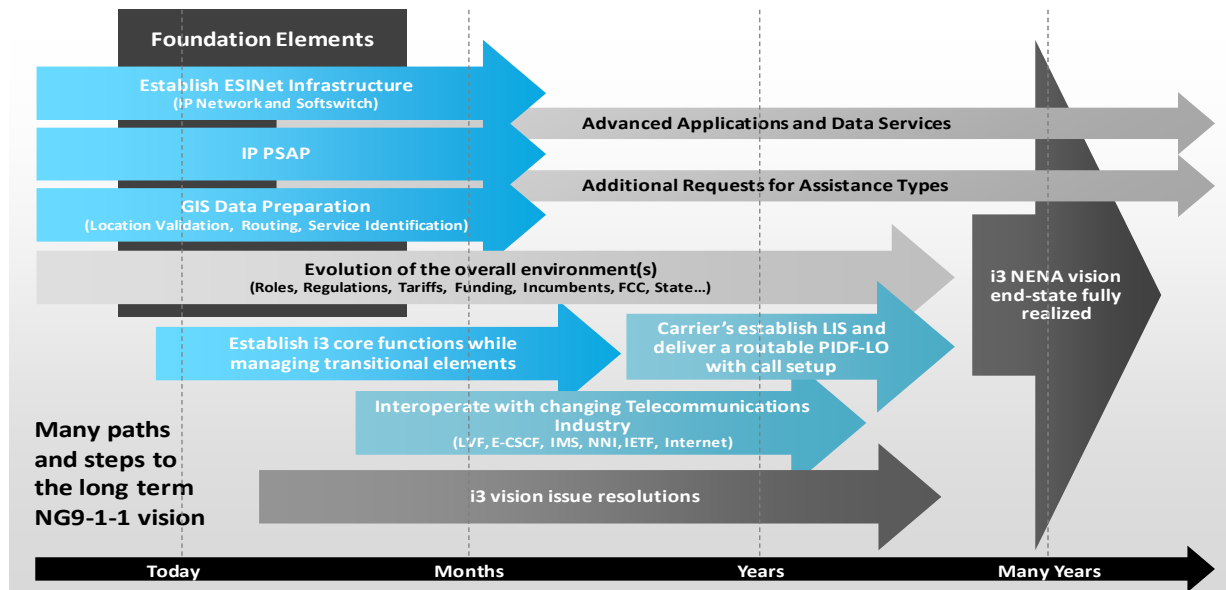 Foundation Elements
Establish ESINet Infrastructure
(IP Network and Softswitch)
Advanced Applications and Data Services
IP PSAP
Additional Requests for Assistance Types
GIS Data Preparation
(Location Validation, Routing, Service Identification)
Evolution of the overall environment(s)
(Roles, Regulations, Tariffs, Funding, Incumbents, FCC, State...)
i3 NENA vision
end-state fully
realized
Establish i3 core functions while
managing transitional elements
Carrier's establish LIS and
deliver a routable PIDF-LO
with call setup
Interoperate with changing Telecommunications
Industry
(LVF, E-CSCF, IMS, NNI, IETF, Internet)
Many paths
and steps to
the long term
NG9-1-1 vision
i3 vision issue resolutions
Today
Months
Years
Many Years